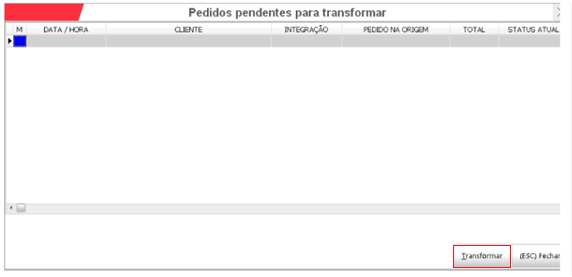 Pedidos pendentes para transformar
M DATA / HORA CLIENTE INTEGRAÇÃO PEDIDO NA ORIGEM TOTAL STATUS ATUAL
Transformar (ESC) Fechar